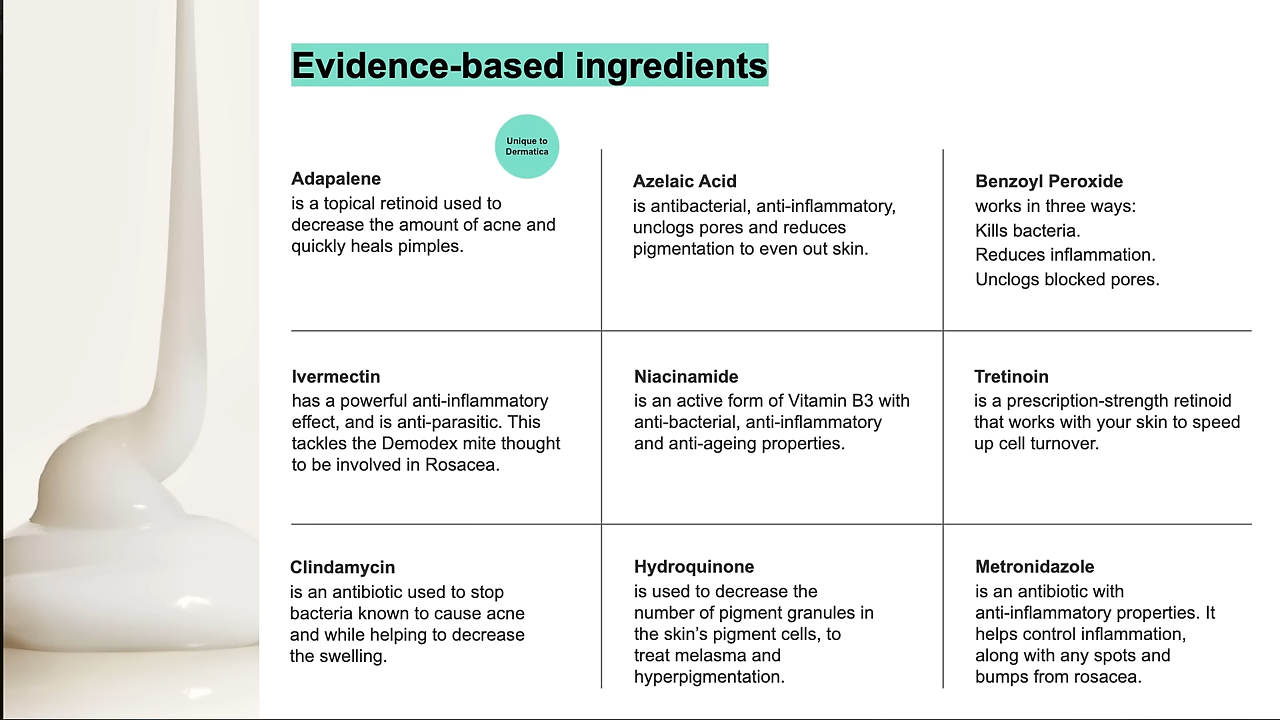 Evidence-based ingredients
Unique to
Dermatica
Adapalene
is a topical retinoid used to
decrease the amount of acne and
quickly heals pimples.
Azelaic Acid
is antibacterial, anti-inflammatory,
unclogs pores and reduces
pigmentation to even out skin.
Benzoyl Peroxide
works in three ways:
Kills bacteria.
Reduces inflammation.
Unclogs blocked pores.
Ivermectin
has a powerful anti-inflammatory
effect, and is anti-parasitic. This
tackles the Demodex mite thought
to be involved in Rosacea.
Niacinamide
is an active form of Vitamin B3 with
anti-bacterial, anti-inflammatory
and anti-ageing properties.
Tretinoin
is a prescription-strength retinoid
that works with your skin to speed
up cell turnover.
Clindamycin
is an antibiotic used to stop
bacteria known to cause acne
and while helping to decrease
the swelling.
Hydroquinone
is used to decrease the
number of pigment granules in
the skin’s pigment cells, to
treat melasma and
hyperpigmentation.
Metronidazole
is an antibiotic with
anti-inflammatory properties. It
helps control inflammation,
along with any spots and
bumps from rosacea.